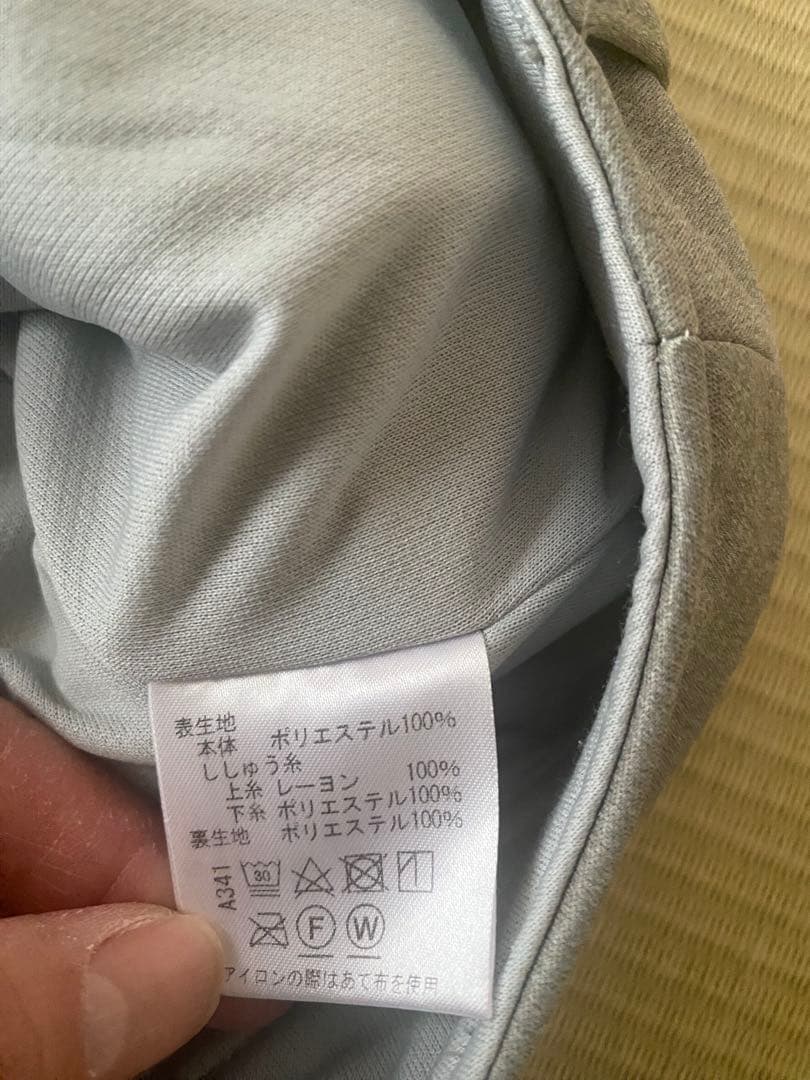 表生地
本体 ポリエステル100%
ししゅう糸
上糸 レーヨン 100%
下糸 ポリエステル100%
裏生地 ポリエステル100%
A341
30
F W
アイロンの際はあて布を使用